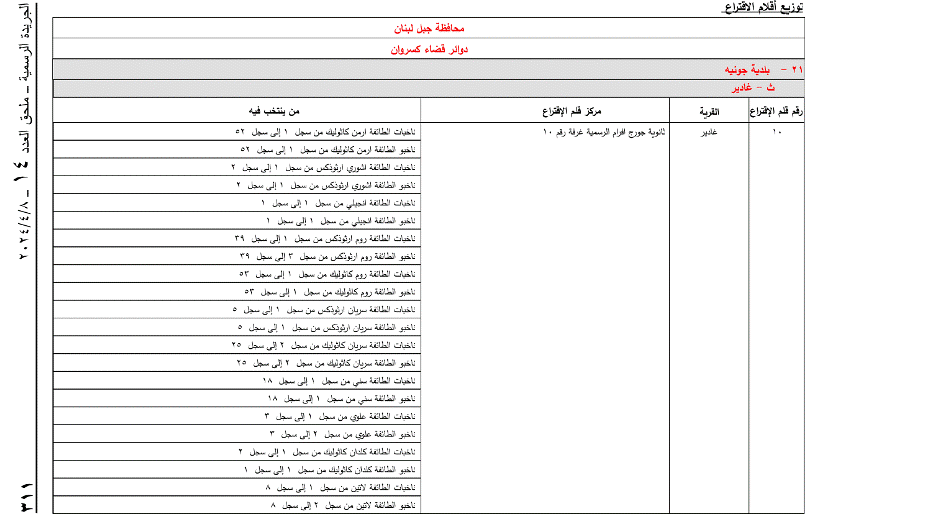 توزيع أقلام الاقتراع
محافظة جبل لبنان
دوائر قضاء كسروان
٢١ - بلدية جونيه
ث - غادير
رقم قلم الإقتراع القرية مركز قلم الإقتراع من ينتخب فيه
١٠ غادير ثانوية جورج افرام الرسمية غرفة رقم ١٠ ناخبات الطائفة ارمن كاثوليك من سجل ١ إلى سجل ٥٢
ناخبو الطائفة ارمن كاثوليك من سجل ١ إلى سجل ٥٢
ناخبات الطائفة اشوري ارثوذكس من سجل ١ إلى سجل ٢
ناخبو الطائفة اشوري ارثوذكس من سجل ١ إلى سجل ٢
ناخبات الطائفة انجيلي من سجل ١ إلى سجل ١
ناخبو الطائفة انجيلي من سجل ١ إلى سجل ١
ناخبات الطائفة روم ارثوذكس من سجل ١ إلى سجل ٣٩
ناخبو الطائفة روم ارثوذكس من سجل ٣ إلى سجل ٣٩
ناخبات الطائفة روم كاثوليك من سجل ١ إلى سجل ٥٣
ناخبو الطائفة روم كاثوليك من سجل ١ إلى سجل ٥٣
ناخبات الطائفة سريان ارثوذكس من سجل ١ إلى سجل ٥
ناخبو الطائفة سريان ارثوذكس من سجل ١ إلى سجل ٥
ناخبات الطائفة سريان كاثوليك من سجل ٢ إلى سجل ٢٥
ناخبو الطائفة سريان كاثوليك من سجل ٢ إلى سجل ٢٥
ناخبات الطائفة سني من سجل ١ إلى سجل ١٨
ناخبو الطائفة سني من سجل ١ إلى سجل ١٨
ناخبات الطائفة علوي من سجل ١ إلى سجل ٣
ناخبو الطائفة علوي من سجل ٢ إلى سجل ٣
ناخبات الطائفة كلدان كاثوليك من سجل ١ إلى سجل ٢
ناخبو الطائفة كلدان كاثوليك من سجل ١ إلى سجل ١
ناخبات الطائفة لاتين من سجل ١ إلى سجل ٨
ناخبو الطائفة لاتين من سجل ٢ إلى سجل ٨
الجريدة الرسمية – ملحق العدد ١٤ – ٢٠٢٤/٤/٨
٣١١